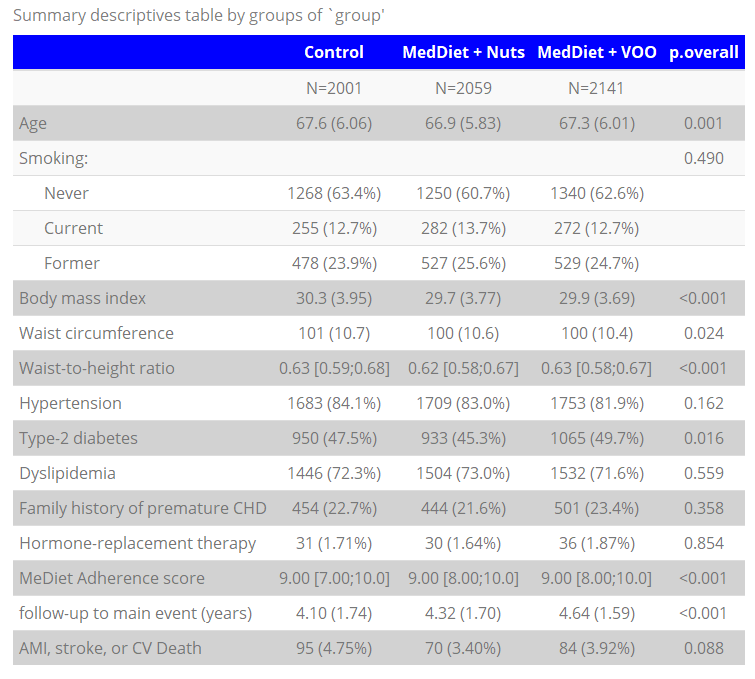 Summary descriptives table by groups of `group'
Control MedDiet + Nuts MedDiet + VOO p.overall
N=2001 N=2059 N=2141
Age 67.6 (6.06) 66.9 (5.83) 67.3 (6.01) 0.001
Smoking: 0.490
Never 1268 (63.4%) 1250 (60.7%) 1340 (62.6%)
Current 255 (12.7%) 282 (13.7%) 272 (12.7%)
Former 478 (23.9%) 527 (25.6%) 529 (24.7%)
Body mass index 30.3 (3.95) 29.7 (3.77) 29.9 (3.69) <0.001
Waist circumference 101 (10.7) 100 (10.6) 100 (10.4) 0.024
Waist-to-height ratio 0.63 [0.59;0.68] 0.62 [0.58;0.67] 0.63 [0.58;0.67] <0.001
Hypertension 1683 (84.1%) 1709 (83.0%) 1753 (81.9%) 0.162
Type-2 diabetes 950 (47.5%) 933 (45.3%) 1065 (49.7%) 0.016
Dyslipidemia 1446 (72.3%) 1504 (73.0%) 1532 (71.6%) 0.559
Family history of premature CHD 454 (22.7%) 444 (21.6%) 501 (23.4%) 0.358
Hormone-replacement therapy 31 (1.71%) 30 (1.64%) 36 (1.87%) 0.854
MeDiet Adherence score 9.00 [7.00;10.0] 9.00 [8.00;10.0] 9.00 [8.00;10.0] <0.001
follow-up to main event (years) 4.10 (1.74) 4.32 (1.70) 4.64 (1.59) <0.001
AMI, stroke, or CV Death 95 (4.75%) 70 (3.40%) 84 (3.92%) 0.088